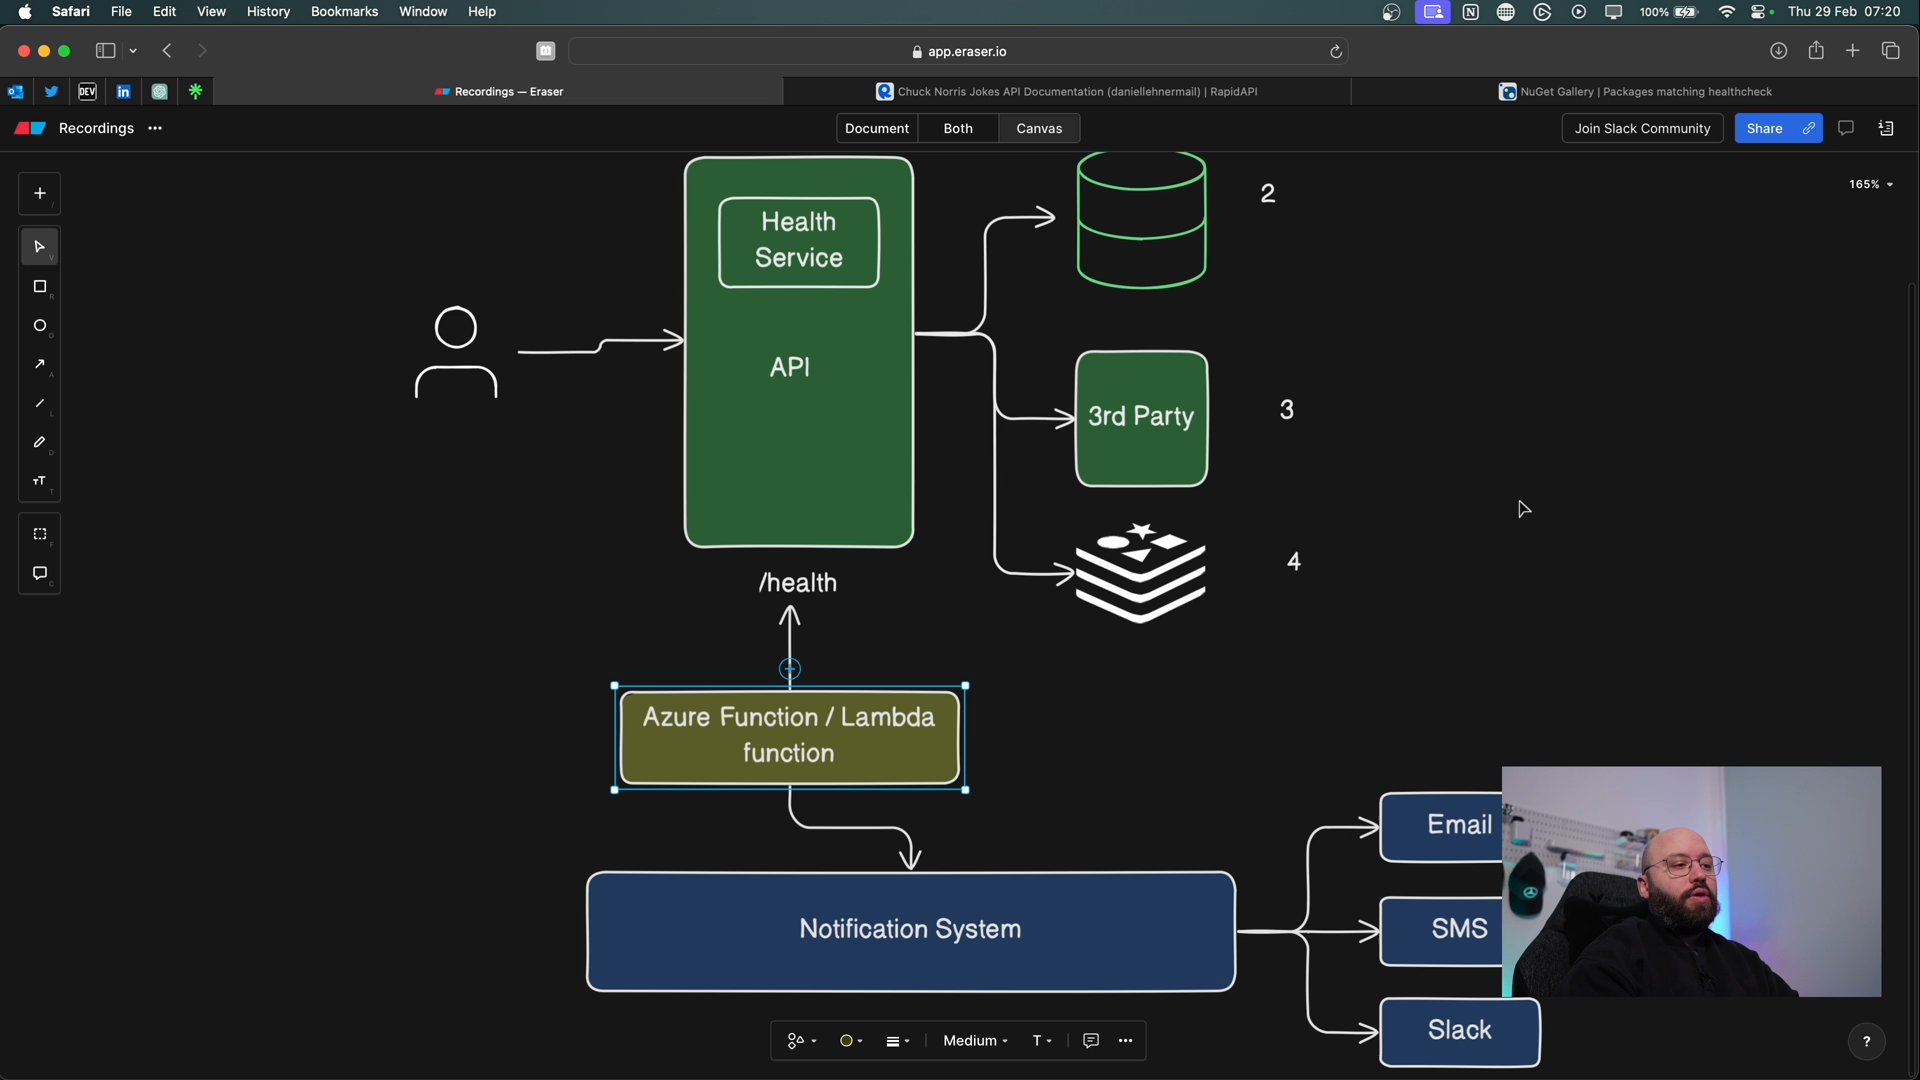 Safari File Edit View History Bookmarks Window Help
100% Thu 29 Feb 07:20
app.eraser.io
DEV
Recordings — Eraser
Chuck Norris Jokes API Documentation (daniellehnermail) | RapidAPI
NuGet Gallery | Packages matching healthcheck
Recordings
Document Both Canvas
Join Slack Community
Share
165%
Health
Service
API
2
3rd Party
3
4
/health
Azure Function / Lambda
function
Notification System
Email
SMS
Slack
Medium
T
?